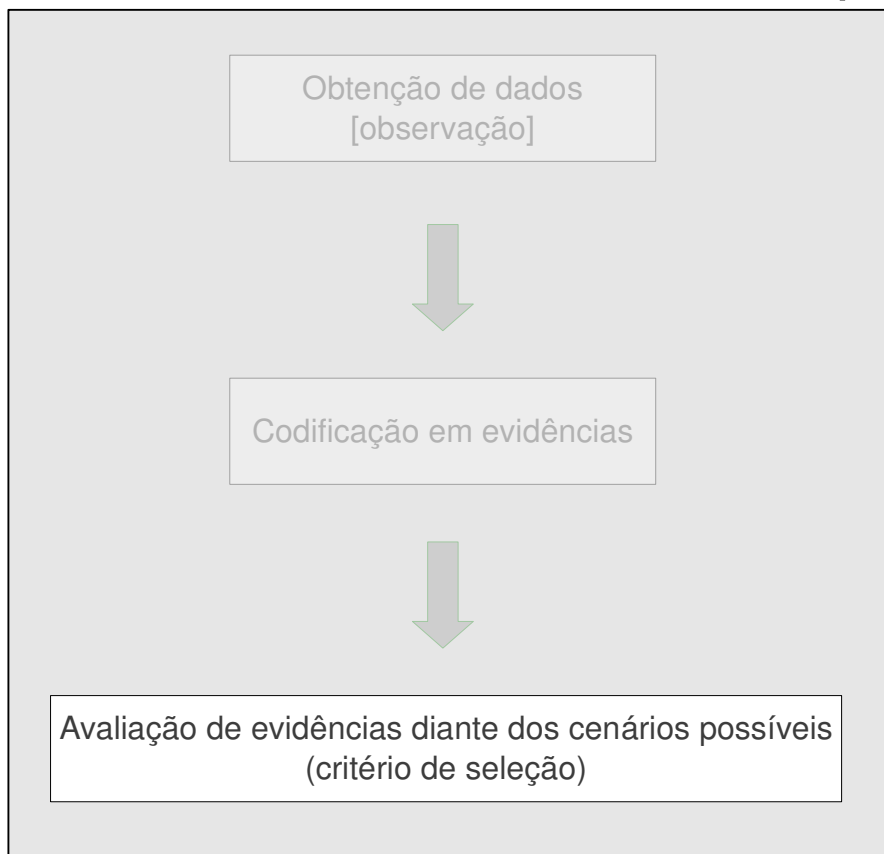 Obtenção de dados
[observação]
Codificação em evidências
Avaliação de evidências diante dos cenários possíveis
(critério de seleção)